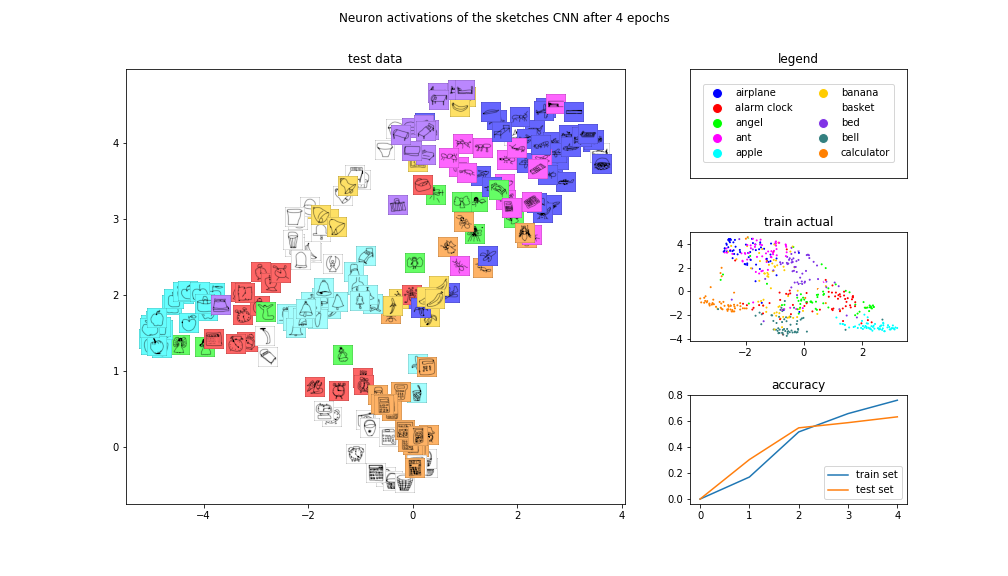 Neuron activations of the sketches CNN after 4 epochs
test data
4
3
2
1
0
−4
−2
0
2
4
legend
airplane
alarm clock
angel
ant
apple
banana
basket
bed
bell
calculator
train actual
4
2
0
−2
−4
−2
0
2
accuracy
0.8
0.6
0.4
0.2
0.0
train set
test set
0
1
2
3
4